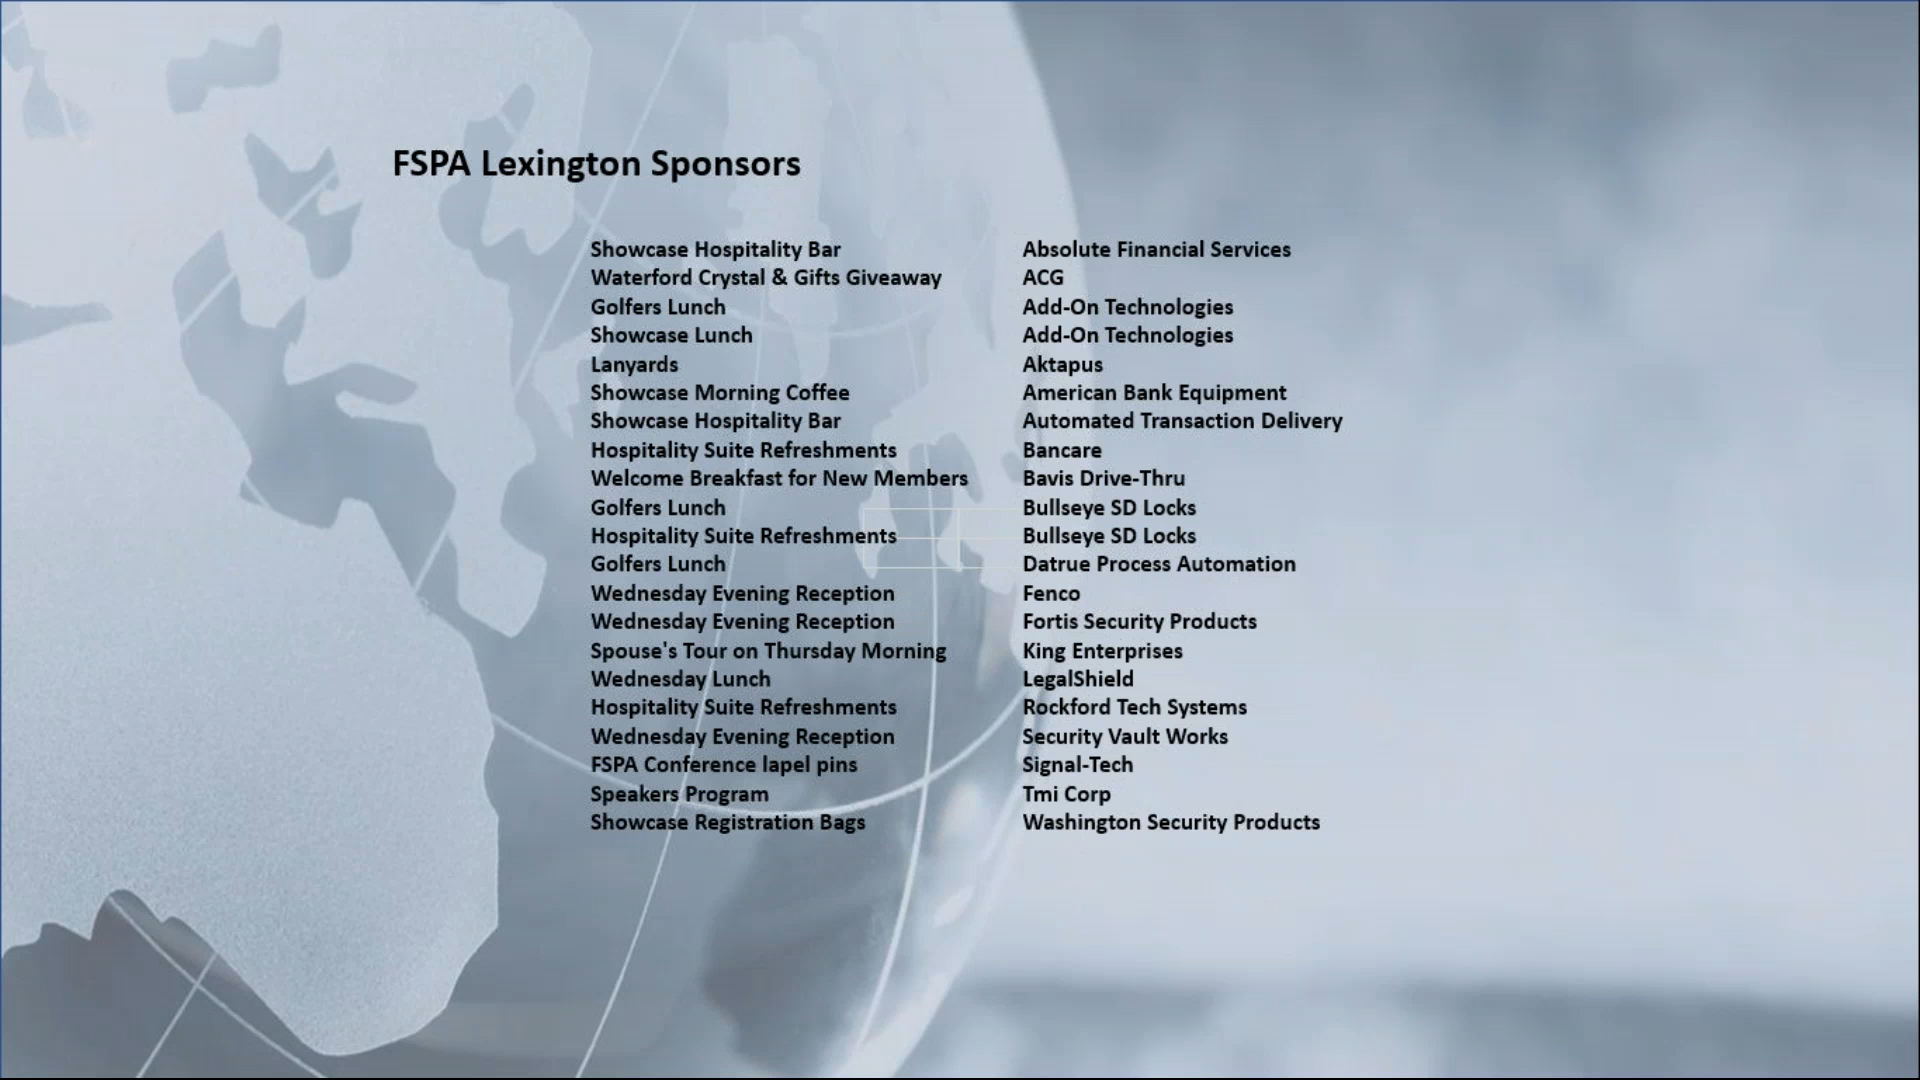 FSPA Lexington Sponsors
Showcase Hospitality Bar Absolute Financial Services
Waterford Crystal & Gifts Giveaway ACG
Golfers Lunch Add-On Technologies
Showcase Lunch Add-On Technologies
Lanyards Aktapus
Showcase Morning Coffee American Bank Equipment
Showcase Hospitality Bar Automated Transaction Delivery
Hospitality Suite Refreshments Bancare
Welcome Breakfast for New Members Bavis Drive-Thru
Golfers Lunch Bullseye SD Locks
Hospitality Suite Refreshments Bullseye SD Locks
Golfers Lunch Datrue Process Automation
Wednesday Evening Reception Fenco
Wednesday Evening Reception Fortis Security Products
Spouse's Tour on Thursday Morning King Enterprises
Wednesday Lunch LegalShield
Hospitality Suite Refreshments Rockford Tech Systems
Wednesday Evening Reception Security Vault Works
FSPA Conference lapel pins Signal-Tech
Speakers Program Tmi Corp
Showcase Registration Bags Washington Security Products